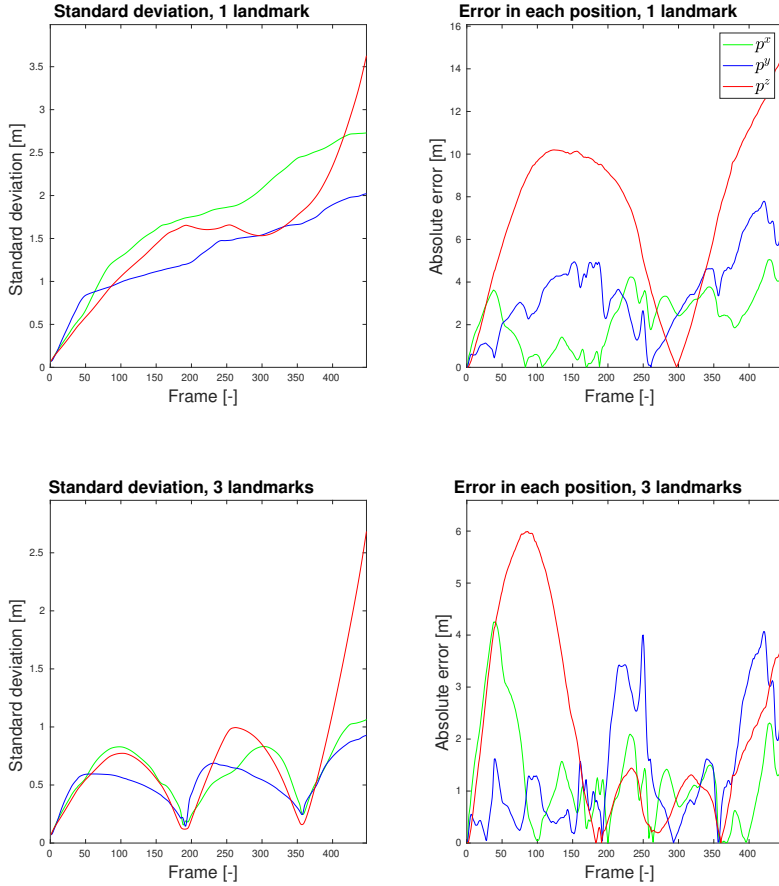 Standard deviation, 1 landmark
Standard deviation [m]
3.5
3
2.5
2
1.5
1
0.5
0
0 50 100 150 200 250 300 350 400
Frame [-]
Error in each position, 1 landmark
p^x
p^y
p^z
Absolute error [m]
16
14
12
10
8
6
4
2
0
0 50 100 150 200 250 300 350 400
Frame [-]
Standard deviation, 3 landmarks
Standard deviation [m]
2.5
2
1.5
1
0.5
0
0 50 100 150 200 250 300 350 400
Frame [-]
Error in each position, 3 landmarks
Absolute error [m]
6
5
4
3
2
1
0
0 50 100 150 200 250 300 350 400
Frame [-]